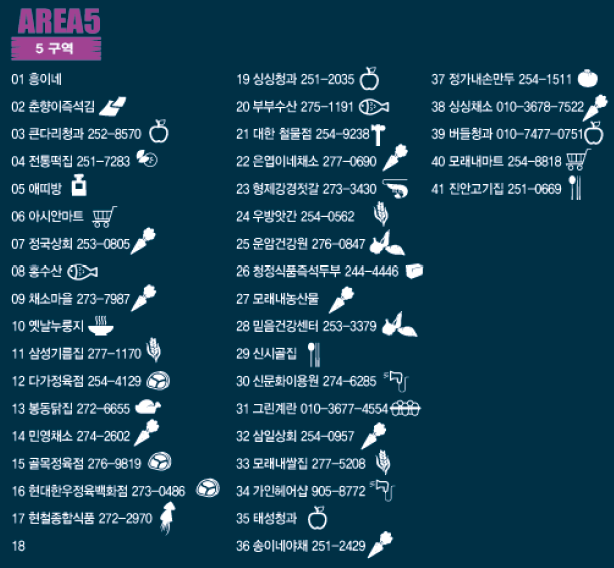 AREA5
5 구역
01 흥이네
02 춘향이즉석김
03 큰다리청과 252-8570
04 전통떡집 251-7283
05 애띠방
06 아시안마트
07 정국상회 253-0805
08 홍수산
09 채소마을 273-7987
10 옛날누룽지
11 삼성기름집 277-1170
12 다가정육점 254-4129
13 봉동닭집 272-6655
14 민영채소 274-2602
15 골목정육점 276-9819
16 현대한우정육백화점 273-0486
17 현철종합식품 272-2970
18
19 싱싱청과 251-2035
20 부부수산 275-1191
21 대한 철물점 254-9238
22 은엽이네채소 277-0690
23 형제강경젓갈 273-3430
24 우방앗간 254-0562
25 운암건강원 276-0847
26 청정식품즉석두부 244-4446
27 모래내농산물
28 믿음건강센터 253-3379
29 신시골집
30 신문화이용원 274-6285
31 그린계란 010-3677-4554
32 삼일상회 254-0957
33 모래내쌀집 277-5208
34 가인헤어샵 905-8772
35 태성청과
36 송이네야채 251-2429
37 정가내손만두 254-1511
38 싱싱채소 010-3678-7522
39 버들청과 010-7477-0751
40 모래내마트 254-8818
41 진안고기집 251-0669